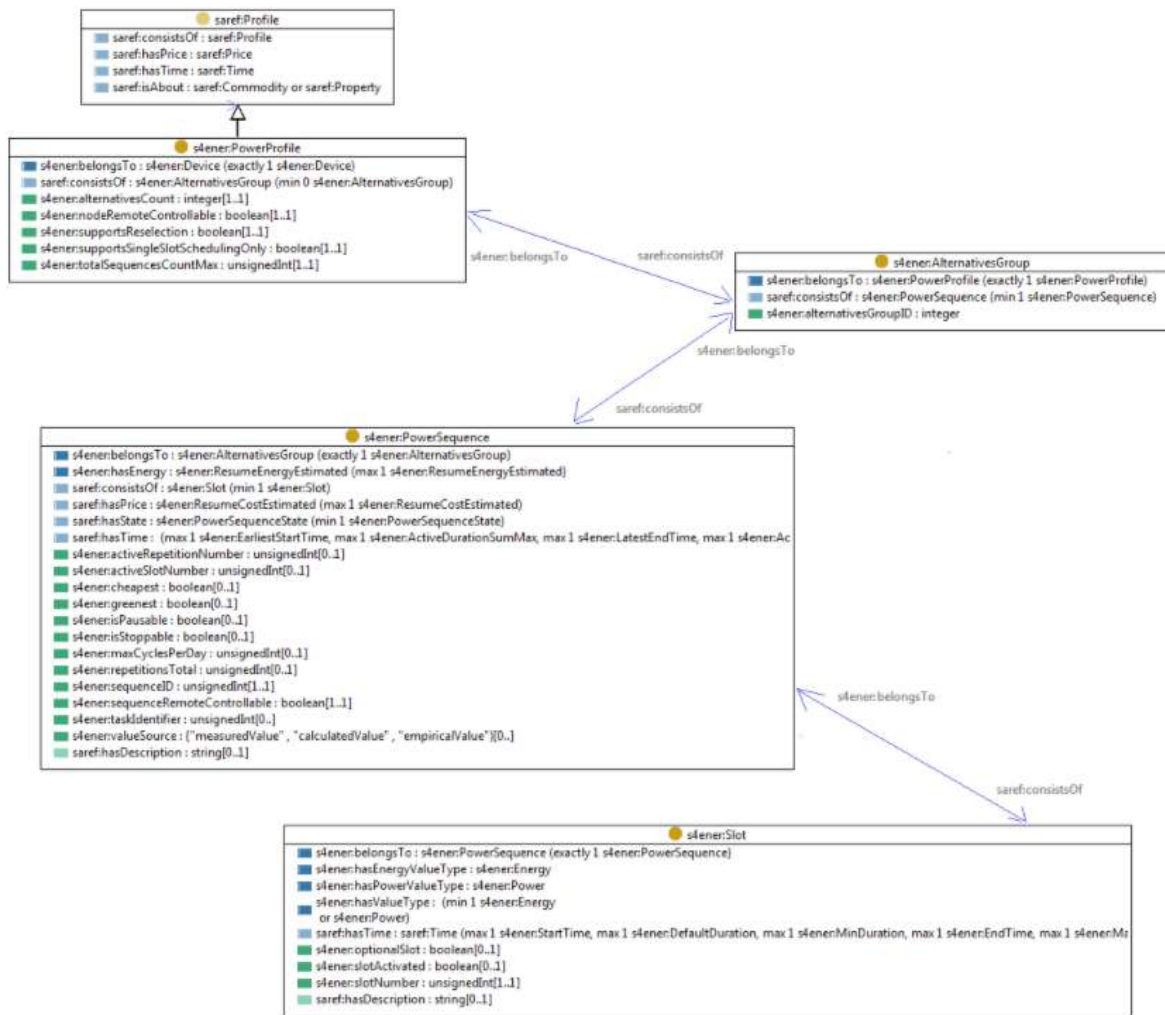 saref:Profile
saref:consistsOf : saref:Profile
saref:hasPrice : saref:Price
saref:hasTime : saref:Time
saref:isAbout : saref:Commodity or saref:Property
s4ener:PowerProfile
s4ener:belongsTo : s4ener:Device (exactly 1 s4ener:Device)
saref:consistsOf : s4ener:AlternativesGroup (min 0 s4ener:AlternativesGroup)
s4ener:alternativesCount : integer[1..1]
s4ener:nodeRemoteControllable : boolean[1..1]
s4ener:supportsReselection : boolean[1..1]
s4ener:supportsSingleSlotSchedulingOnly : boolean[1..1]
s4ener:totalSequencesCountMax : unsignedInt[1..1]
s4ener:belongsTo
saref:consistsOf
s4ener:AlternativesGroup
s4ener:belongsTo : s4ener:PowerProfile (exactly 1 s4ener:PowerProfile)
saref:consistsOf : s4ener:PowerSequence (min 1 s4ener:PowerSequence)
s4ener:alternativesGroupID : integer
s4ener:belongsTo
saref:consistsOf
s4ener:PowerSequence
s4ener:belongsTo : s4ener:AlternativesGroup (exactly 1 s4ener:AlternativesGroup)
s4ener:hasEnergy : s4ener:ResumeEnergyEstimated (max 1 s4ener:ResumeEnergyEstimated)
saref:consistsOf : s4ener:Slot (min 1 s4ener:Slot)
saref:hasPrice : s4ener:ResumeCostEstimated (max 1 s4ener:ResumeCostEstimated)
saref:hasState : s4ener:PowerSequenceState (min 1 s4ener:PowerSequenceState)
saref:hasTime : (max 1 s4ener:EarliestStartTime, max 1 s4ener:ActiveDurationSumMax, max 1 s4ener:LatestEndTime, max 1 s4ener:Ac
s4ener:activeRepetitionNumber : unsignedInt[0..1]
s4ener:activeSlotNumber : unsignedInt[0..1]
s4ener:cheapest : boolean[0..1]
s4ener:greenest : boolean[0..1]
s4ener:isPausable : boolean[0..1]
s4ener:isStoppable : boolean[0..1]
s4ener:maxCyclesPerDay : unsignedInt[0..1]
s4ener:repetitionsTotal : unsignedInt[0..1]
s4ener:sequenceID : unsignedInt[1..1]
s4ener:sequenceRemoteControllable : boolean[1..1]
s4ener:taskIdentifier : unsignedInt[0..]
s4ener:valueSource : {"measuredValue" , "calculatedValue" , "empiricalValue"}[0..]
saref:hasDescription : string[0..1]
s4ener:belongsTo
saref:consistsOf
s4ener:Slot
s4ener:belongsTo : s4ener:PowerSequence (exactly 1 s4ener:PowerSequence)
s4ener:hasEnergyValueType : s4ener:Energy
s4ener:hasPowerValueType : s4ener:Power
s4ener:hasValueType : (min 1 s4ener:Energy
or s4ener:Power)
saref:hasTime : saref:Time (max 1 s4ener:StartTime, max 1 s4ener:DefaultDuration, max 1 s4ener:MinDuration, max 1 s4ener:EndTime, max 1 s4ener:Ma
s4ener:optionalSlot : boolean[0..1]
s4ener:slotActivated : boolean[0..1]
s4ener:slotNumber : unsignedInt[1..1]
saref:hasDescription : string[0..1]